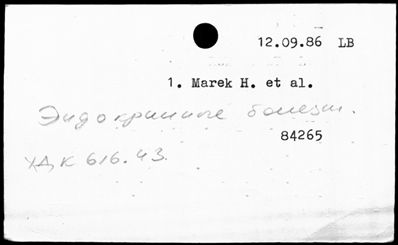 12.09.86 LB
1. Marek H. et al.
Эндокринные болезни.
84265
УДК 616.43.